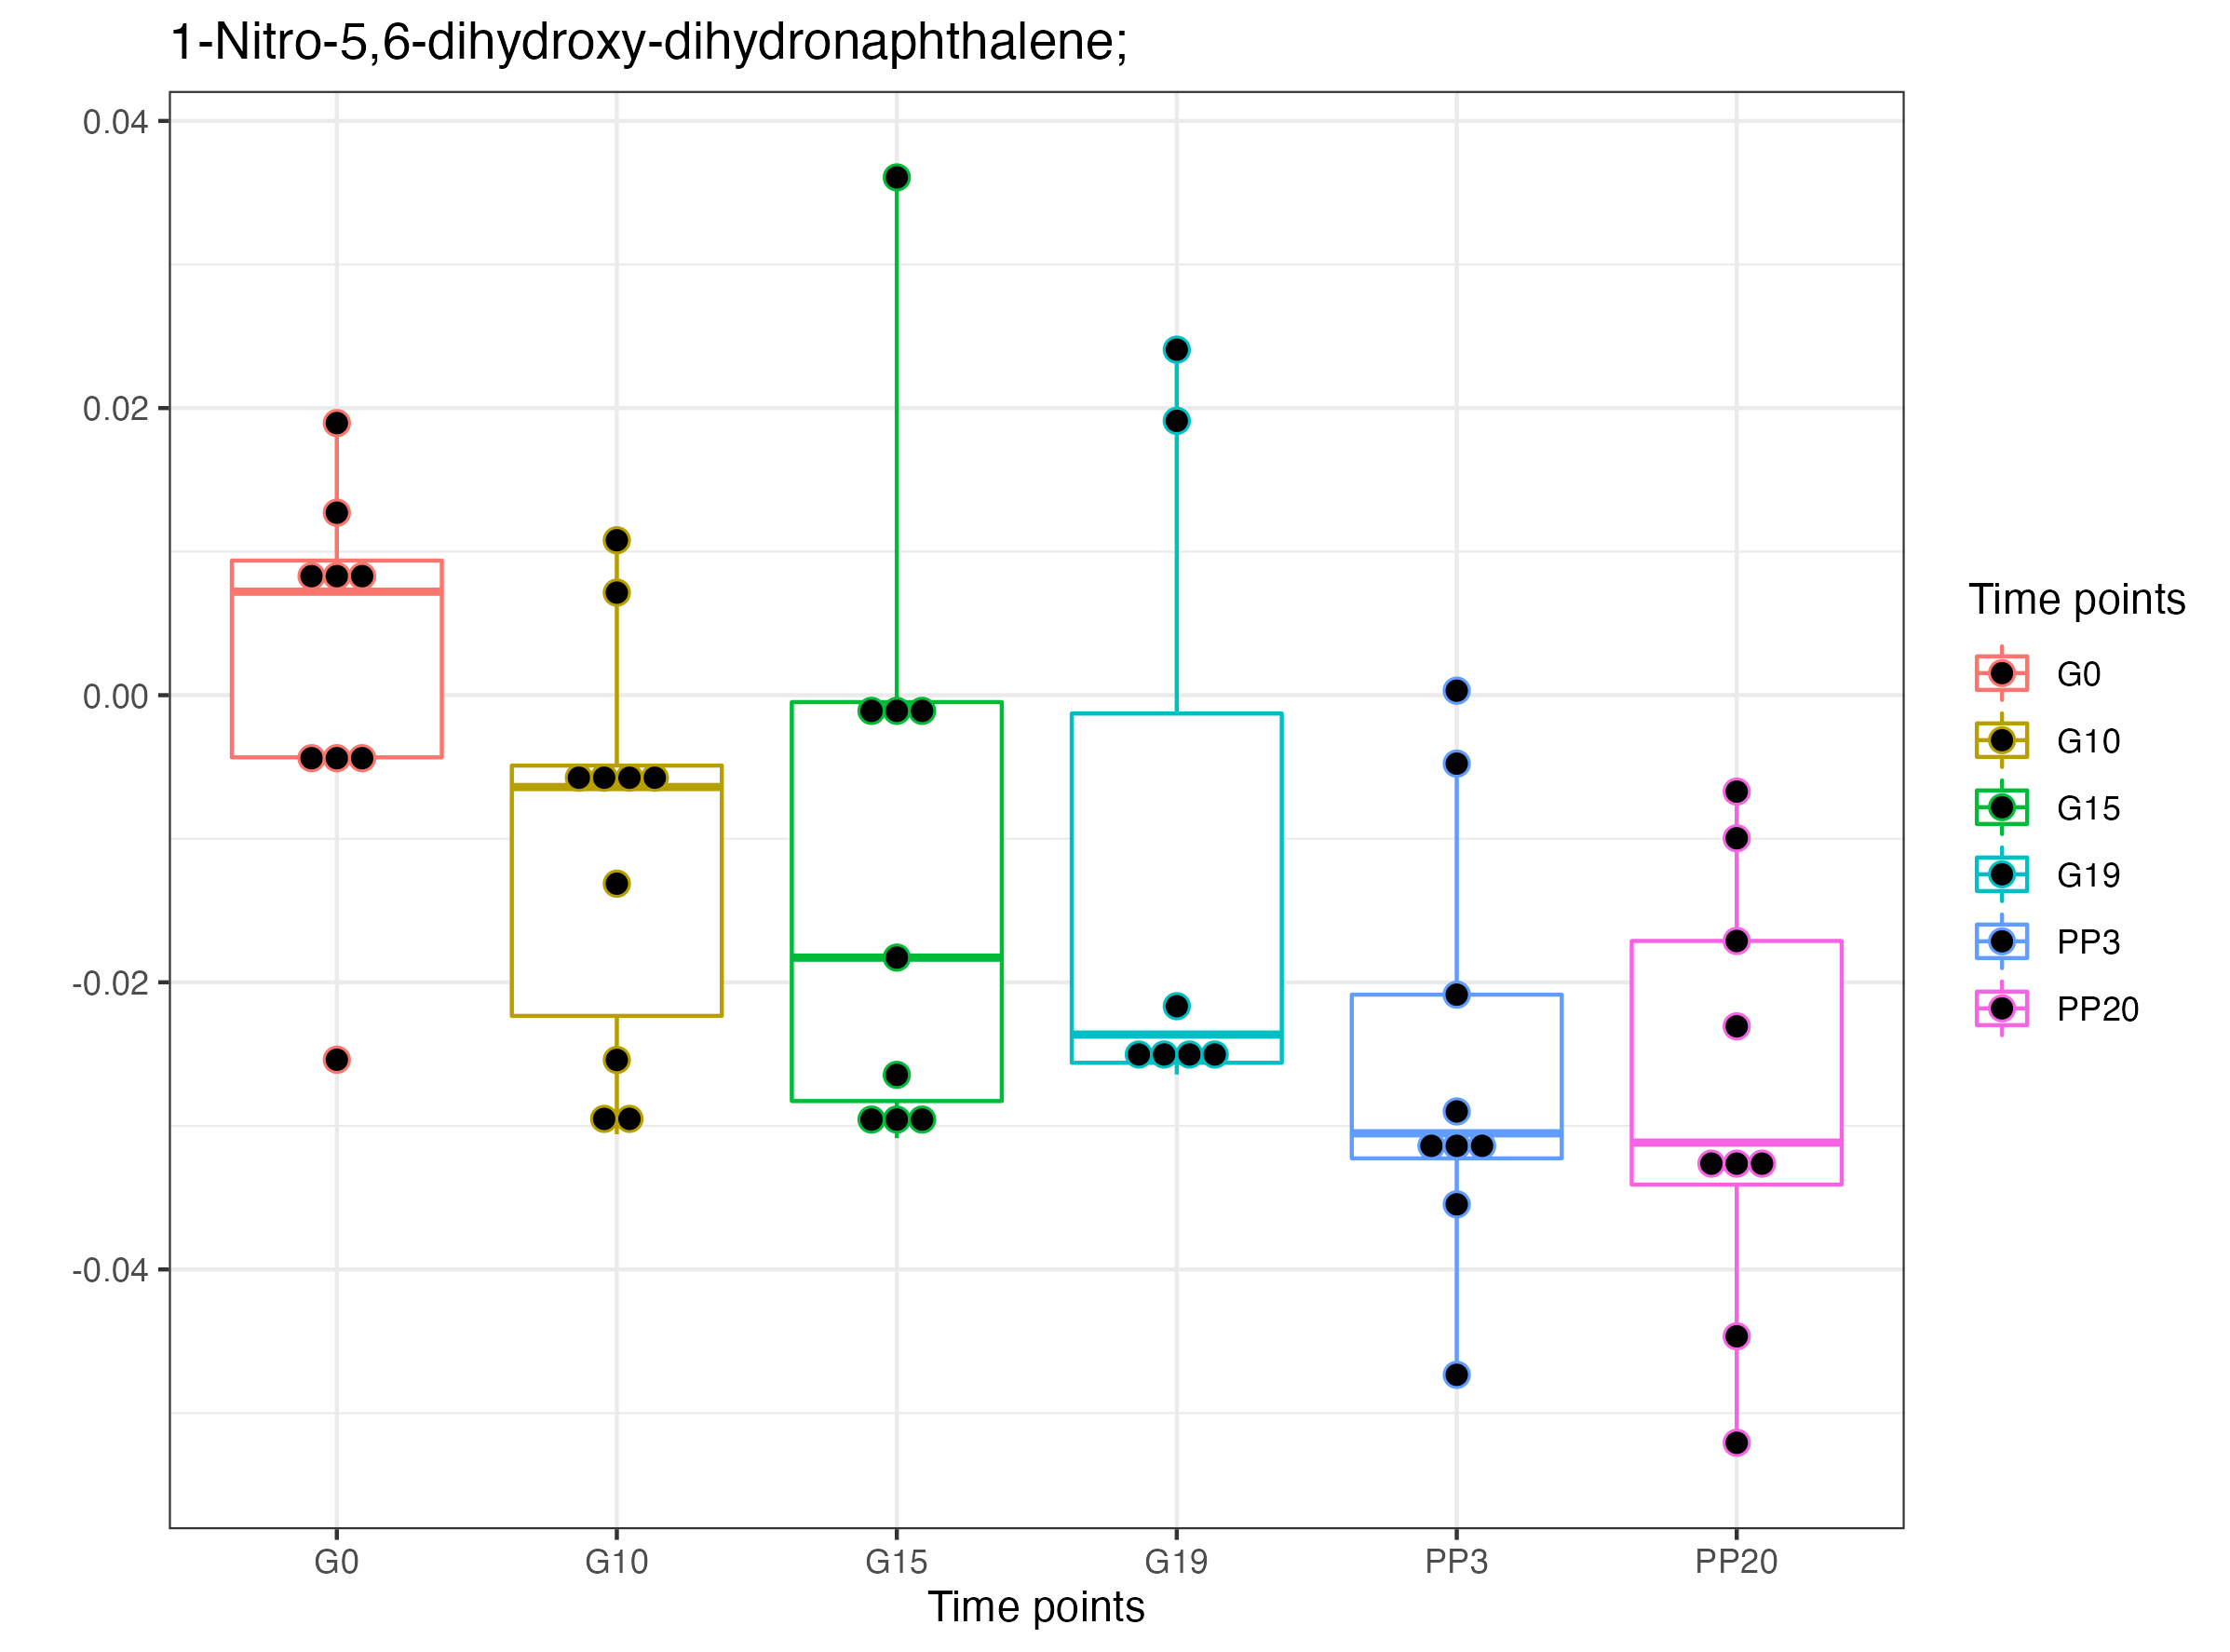 1-Nitro-5,6-dihydroxy-dihydronaphthalene;
0.04
0.02
0.00
-0.02
-0.04
G0 G10 G15 G19 PP3 PP20
Time points
Time points
G0
G10
G15
G19
PP3
PP20